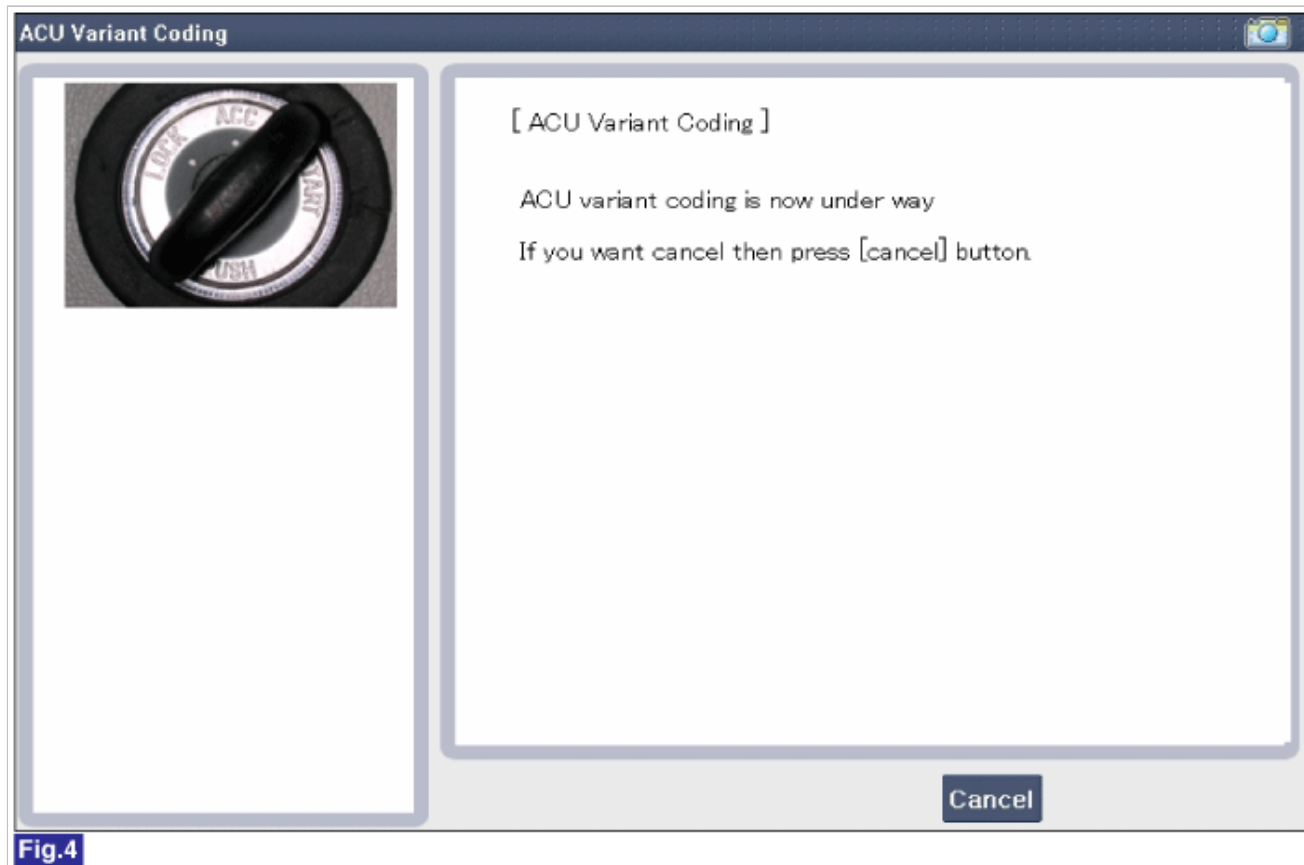 ACU Variant Coding
LOCK
ACC
PUSH
[ ACU Variant Coding ]
ACU variant coding is now under way
If you want cancel then press [cancel] button.
Cancel
Fig.4